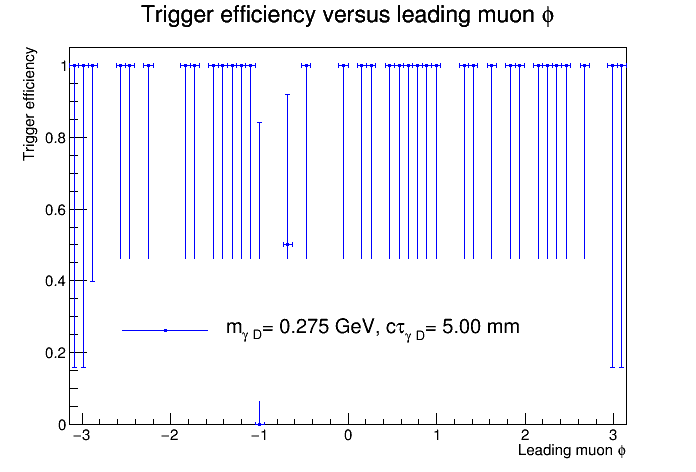 Trigger efficiency versus leading muon ϕ
Trigger efficiency
1
0.8
0.6
0.4
0.2
0
m_γ D= 0.275 GeV, cτ_γ D= 5.00 mm
−3 −2 −1 0 1 2 3
Leading muon ϕ